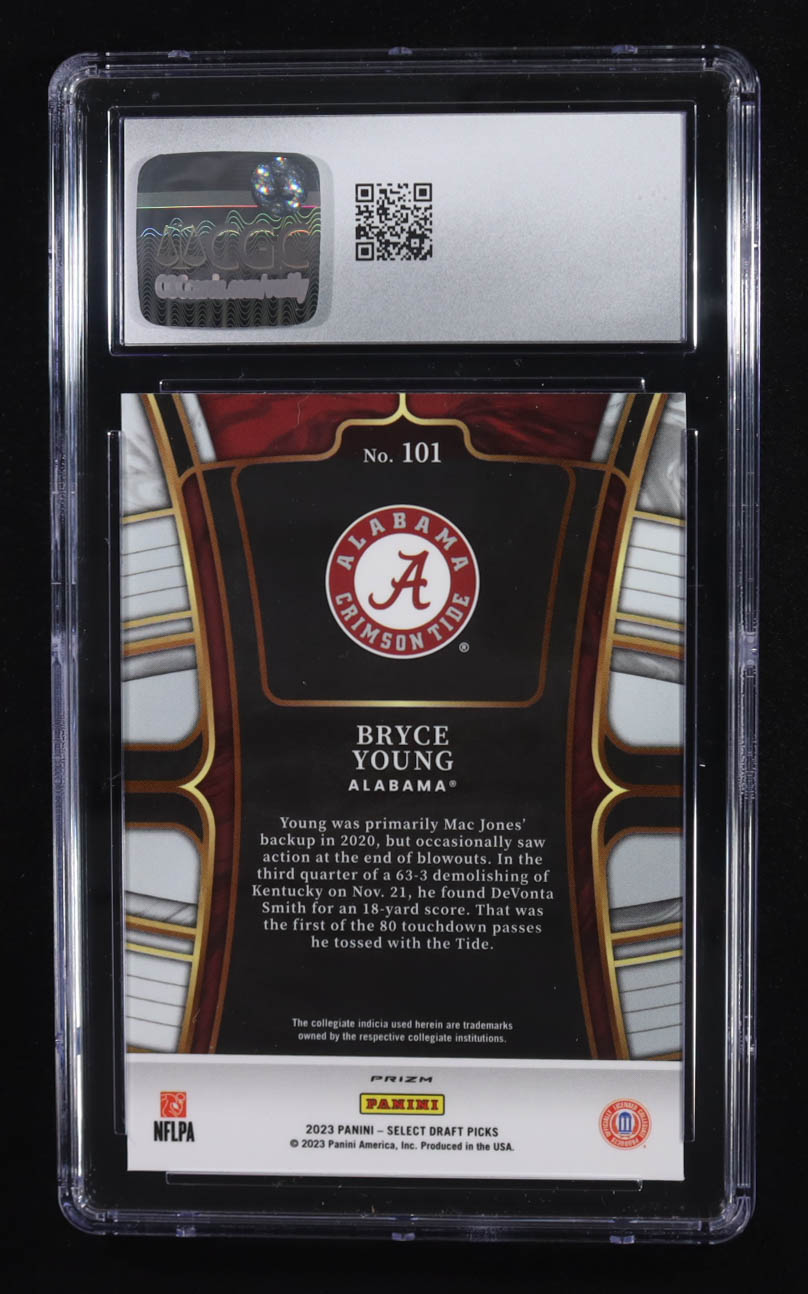 CGC
No. 101
ALABAMA
A
CRIMSON TIDE
®
BRYCE
YOUNG
ALABAMA®
Young was primarily Mac Jones'
backup in 2020, but occasionally saw
action at the end of blowouts. In the
third quarter of a 63-3 demolishing of
Kentucky on Nov. 21, he found DeVonta
Smith for an 18-yard score. That was
the first of the 80 touchdown passes
he tossed with the Tide.
The collegiate indicia used herein are trademarks
owned by the respective collegiate institutions.
PRIZM
PANINI
NFLPA
2023 PANINI – SELECT DRAFT PICKS
© 2023 Panini America, Inc. Produced in the USA.
OFFICIALLY LICENSED COLLEGIATE PRODUCTS